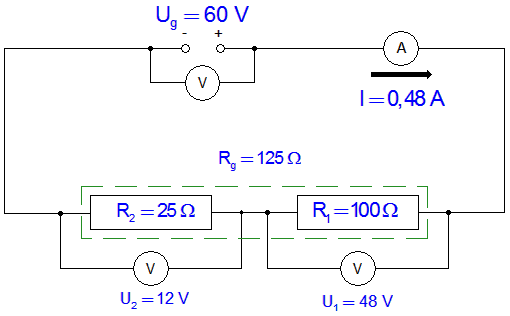 U_g = 60 V
- +
V
A
I = 0,48 A
R_g = 125 Ω
R_2 = 25 Ω
R_1 = 100 Ω
V
V
U_2 = 12 V
U_1 = 48 V